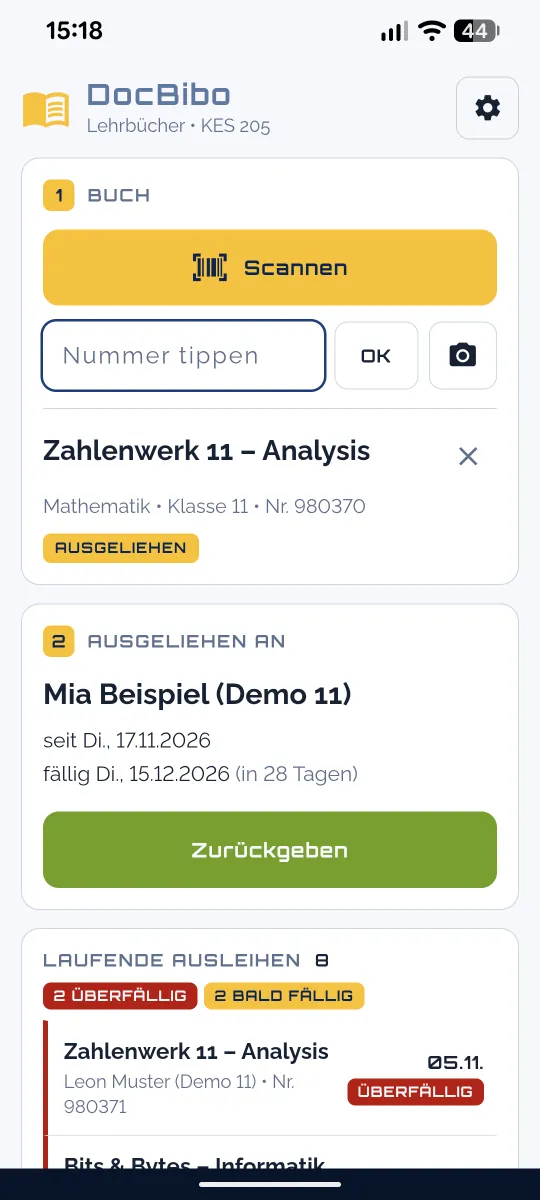 15:18
44
DocBibo
Lehrbücher • KES 205
1 BUCH
Scannen
Nummer tippen
OK
Zahlenwerk 11 – Analysis
Mathematik • Klasse 11 • Nr. 980370
AUSGELIEHEN
2 AUSGELIEHEN AN
Mia Beispiel (Demo 11)
seit Di., 17.11.2026
fällig Di., 15.12.2026 (in 28 Tagen)
Zurückgeben
LAUFENDE AUSLEIHEN 8
2 ÜBERFÄLLIG 2 BALD FÄLLIG
Zahlenwerk 11 – Analysis
05.11.
Leon Muster (Demo 11) • Nr.
980371
ÜBERFÄLLIG
Bits & Bytes – Informatik